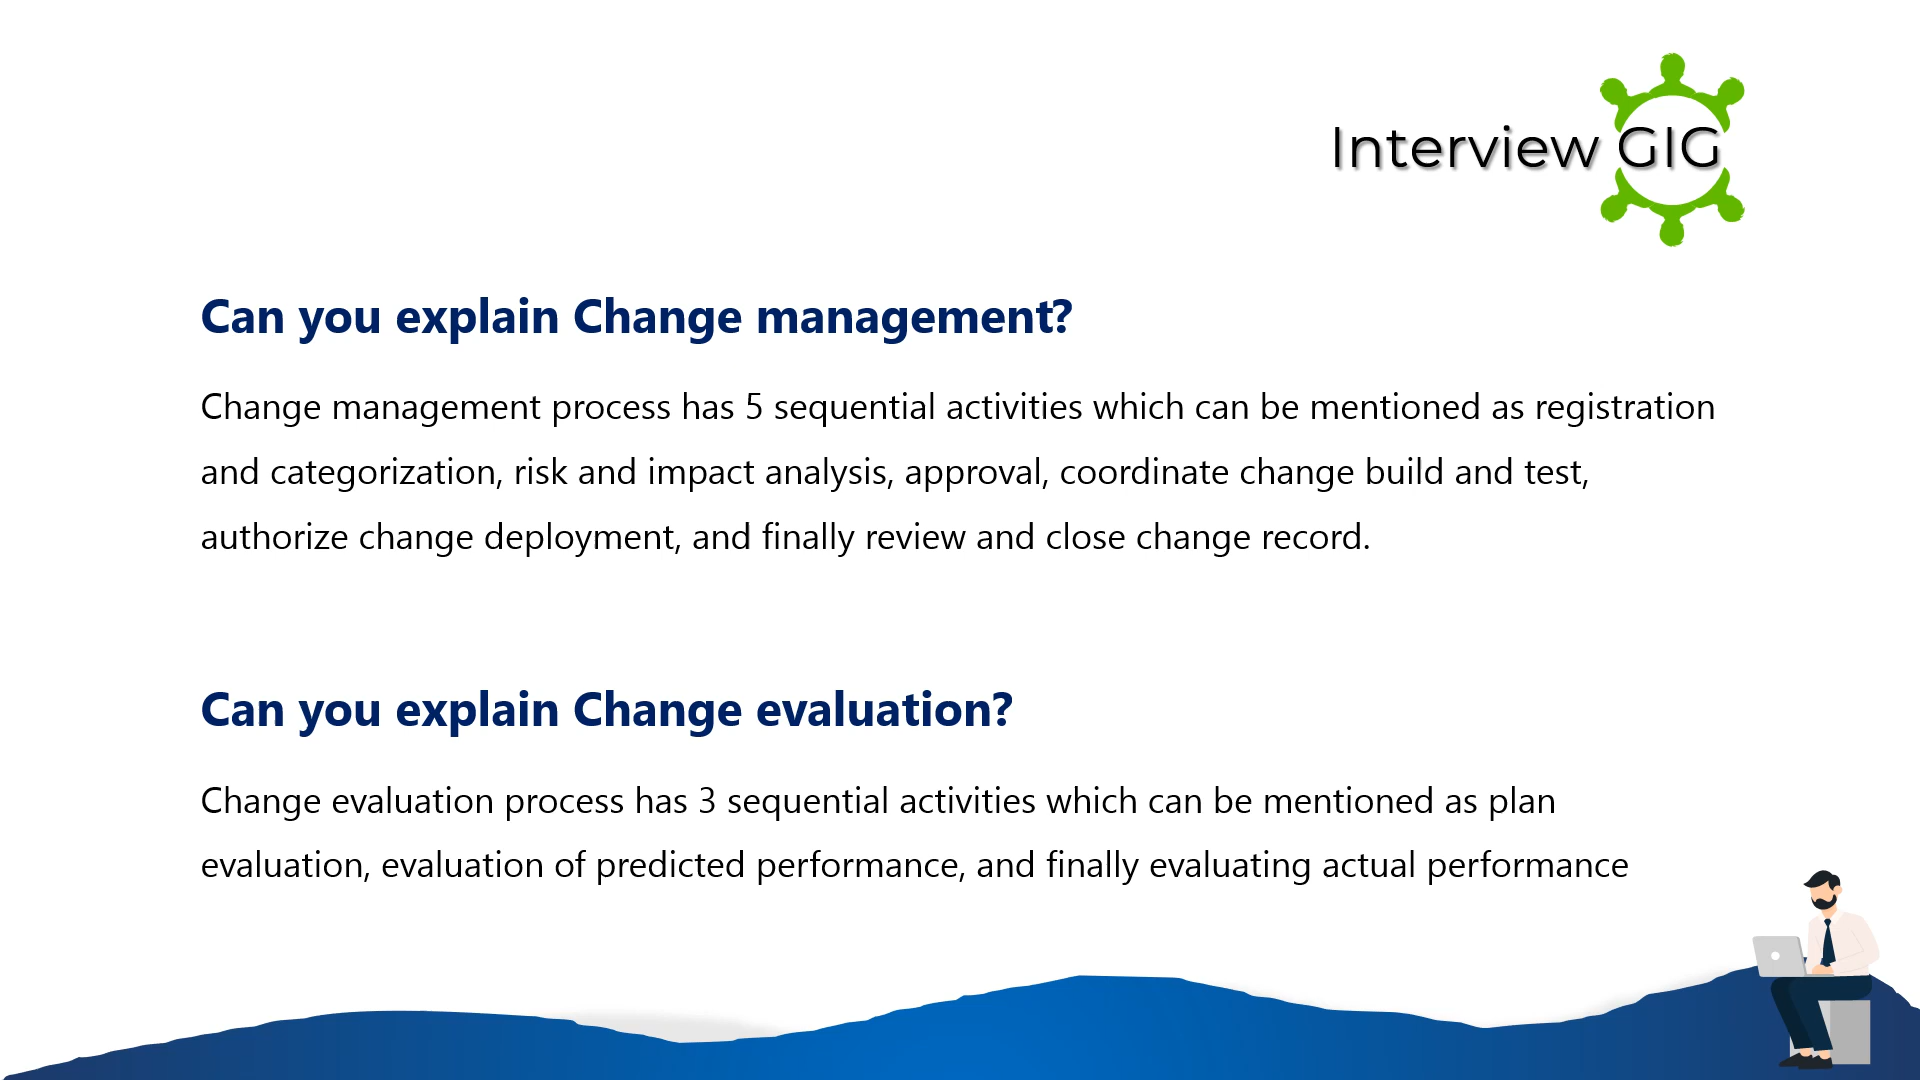 Interview GIG
Can you explain Change management?
Change management process has 5 sequential activities which can be mentioned as registration
and categorization, risk and impact analysis, approval, coordinate change build and test,
authorize change deployment, and finally review and close change record.
Can you explain Change evaluation?
Change evaluation process has 3 sequential activities which can be mentioned as plan
evaluation, evaluation of predicted performance, and finally evaluating actual performance